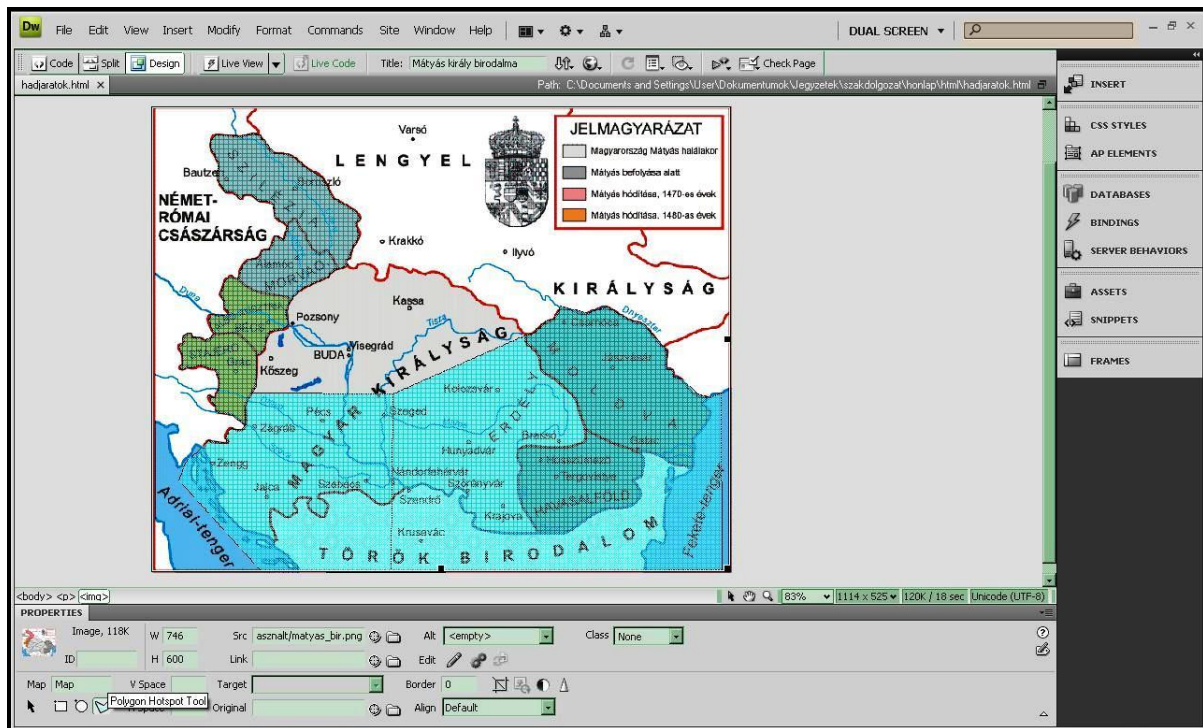 Dw File Edit View Insert Modify Format Commands Site Window Help DUAL SCREEN
Code Split Design Live View Live Code Title: Mátyás király birodalma Check Page
hadjaratok.html Path: C:\Documents and Settings\User\Dokumentumok\Jegyzetek\szakdolgozat\honlap\html\hadjaratok.html
INSERT
CSS STYLES
AP ELEMENTS
DATABASES
BINDINGS
SERVER BEHAVIORS
ASSETS
SNIPPETS
FRAMES
JELMAGYARÁZAT
Magyarország Mátyás halálakor
Mátyás befolyása alatt
Mátyás hódítása, 1470-es évek
Mátyás hódítása, 1480-as évek
Varsó
LENGYEL
SZILÉZIA
NÉMET-
RÓMAI
CSÁSZÁRSÁG
Krakkó
Ilyvó
KIRÁLYSÁG
Kassa
Tisza
Dnyeszter
Pozsony
Visegrád
BUDA
Kőszeg
MAGYAR KIRÁLYSÁG
MOLDVA
Kolozsvár
ERDÉLY
Pécs
Szeged
Zágráb
Hunyadvár
Zengg
Nándorfehérvár
Jajca
Szendrő
Szörényvár
HAVASALFÖLD
Krajova
Krusevác
TÖRÖK BIRODALOM
Adriai-tenger
Fekete-tenger
<body> <p> <img> 83% 1114 x 525 120K / 18 sec Unicode (UTF-8)
PROPERTIES
Image, 118K W 746 Src asznalt/matyas_bir.png Alt <empty> Class None
ID H 600 Link Edit
Map Map V Space Target Border 0
Polygon Hotspot Tool Original Align Default